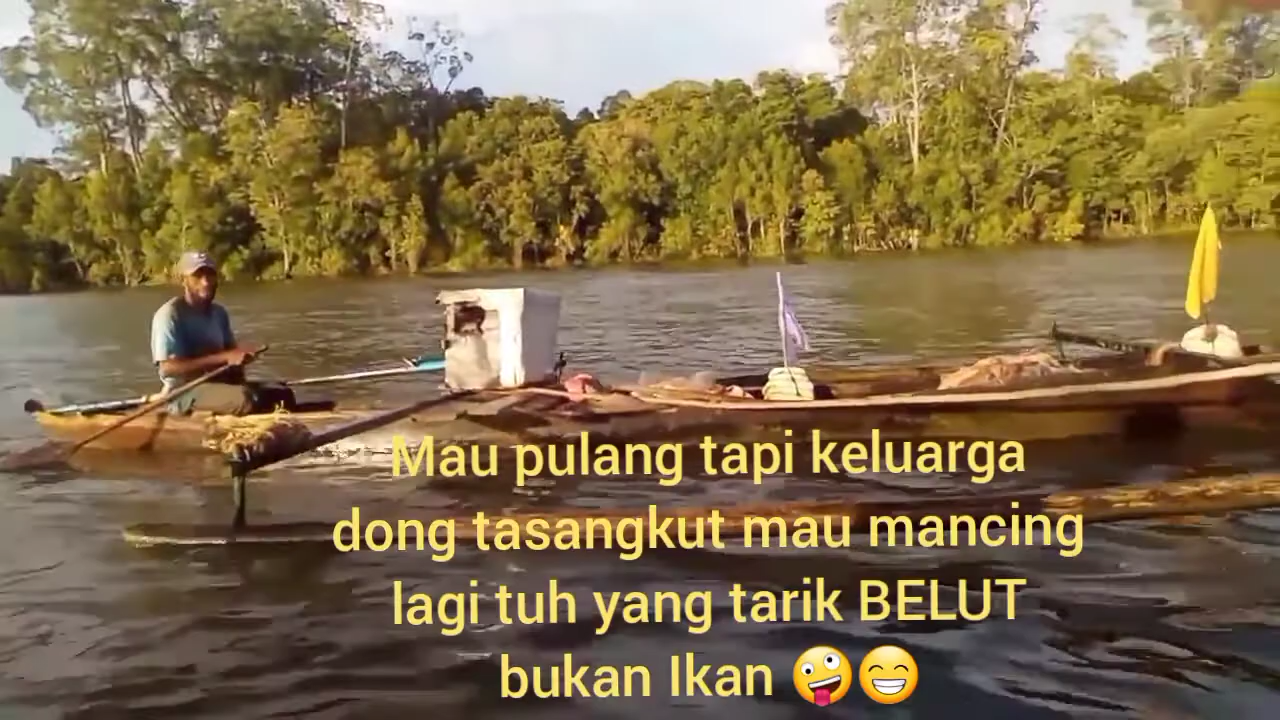 Mau pulang tapi keluarga
dong tasangkut mau mancing
lagi tuh yang tarik BELUT
bukan Ikan 🤪😁